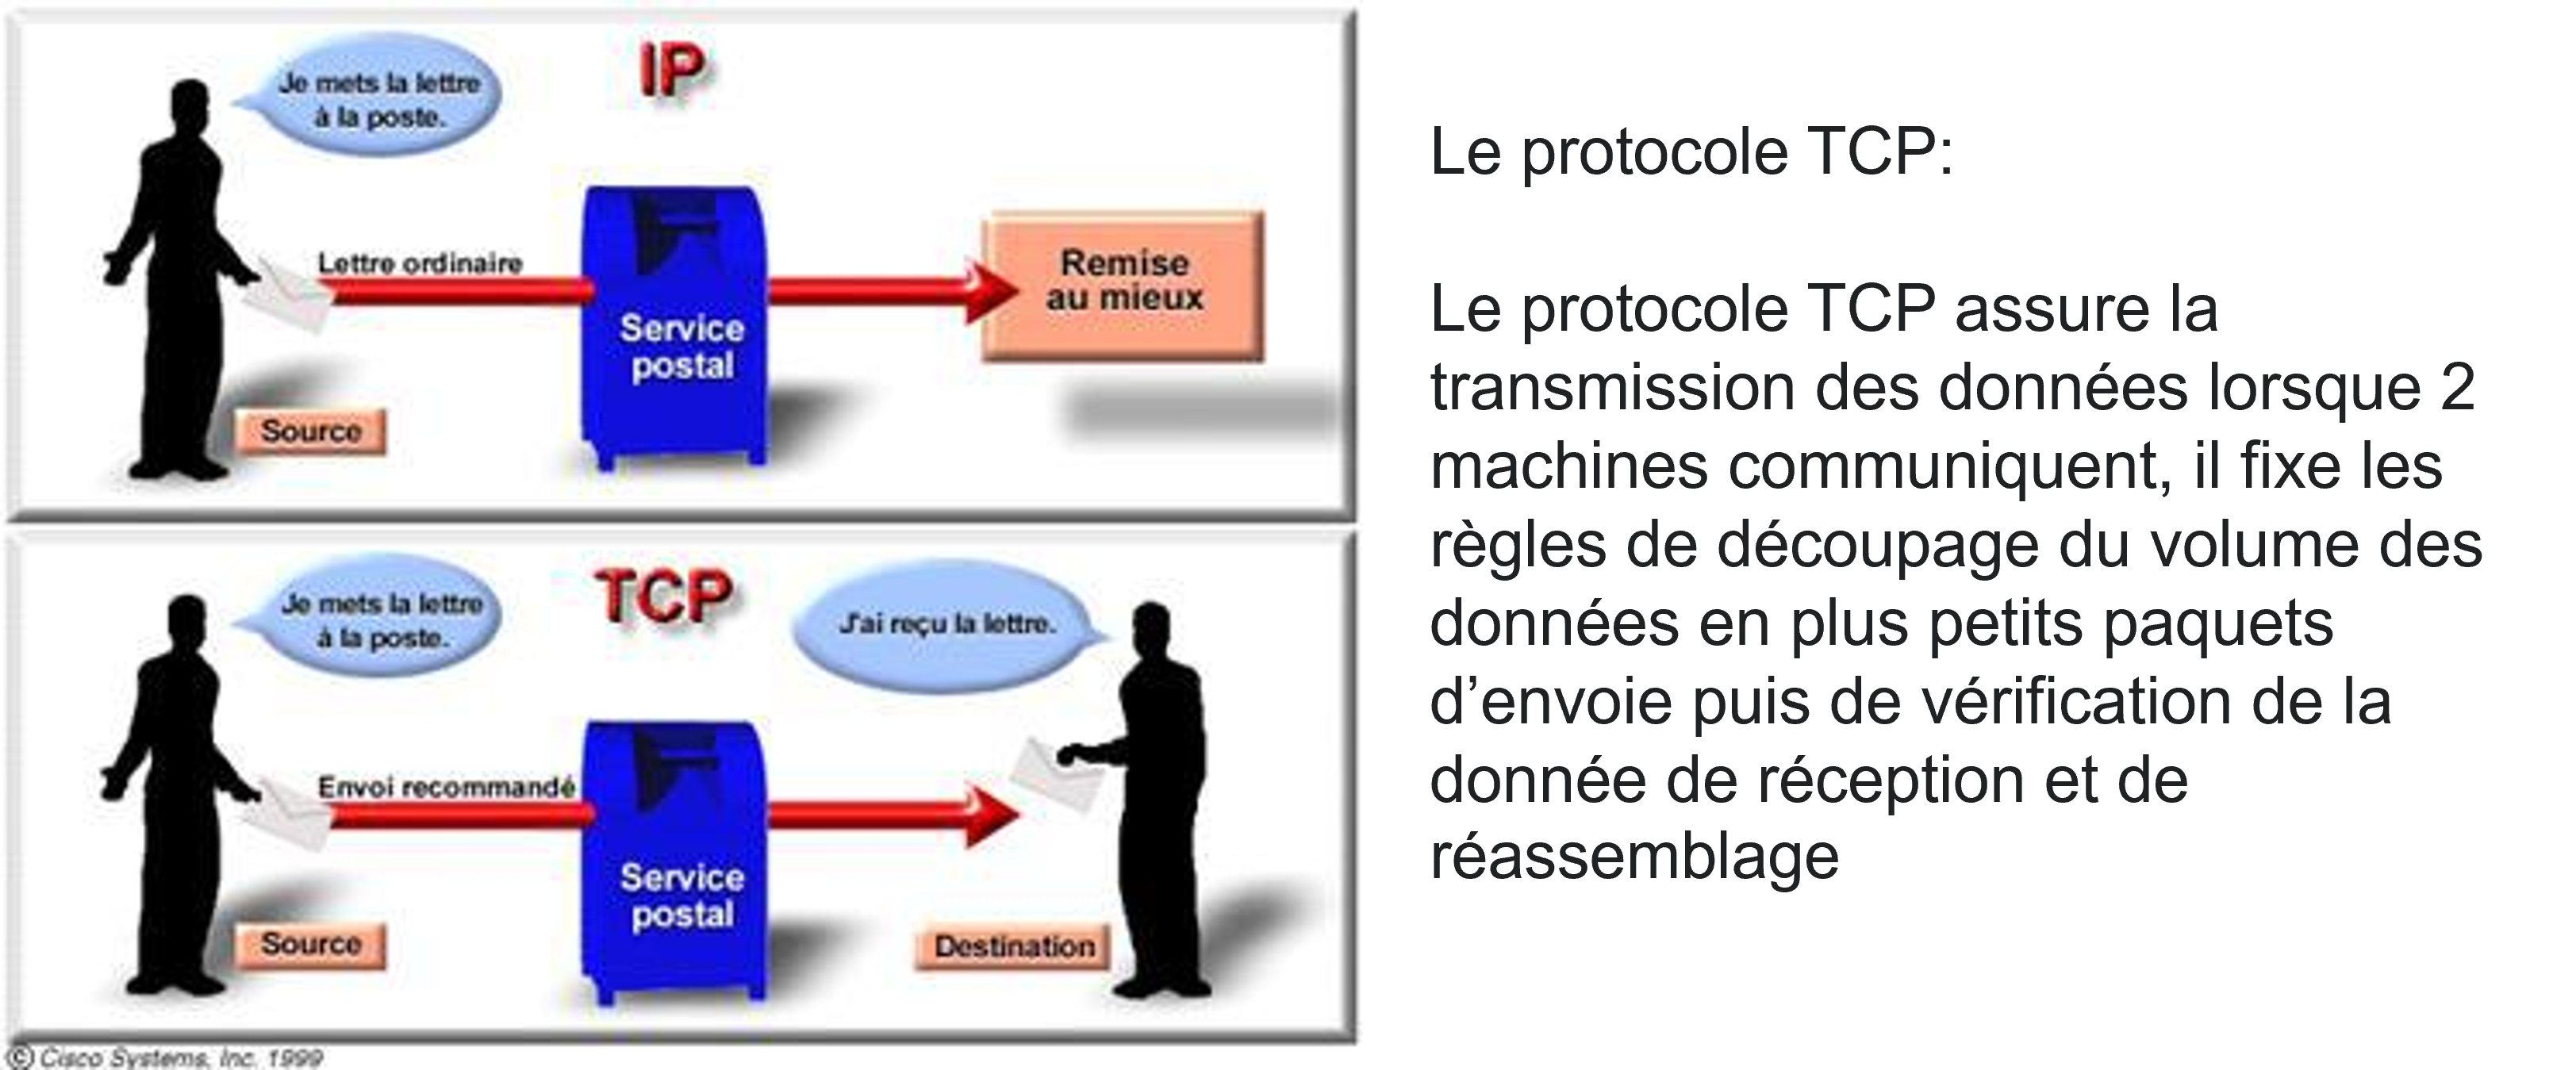 IP
Je mets la lettre
à la poste.
Lettre ordinaire
Service
postal
Remise
au mieux
Source
TCP
Je mets la lettre
à la poste.
J'ai reçu la lettre.
Envoi recommandé
Service
postal
Source
Destination
© Cisco Systems, Inc. 1999
Le protocole TCP:
Le protocole TCP assure la
transmission des données lorsque 2
machines communiquent, il fixe les
règles de découpage du volume des
données en plus petits paquets
d’envoie puis de vérification de la
donnée de réception et de
réassemblage